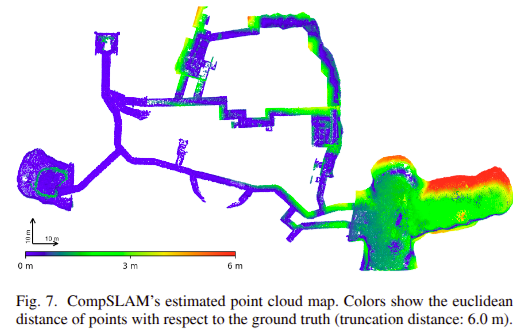 10 m
10 m
0 m 3 m 6 m
Fig. 7. CompSLAM's estimated point cloud map. Colors show the euclidean
distance of points with respect to the ground truth (truncation distance: 6.0 m).